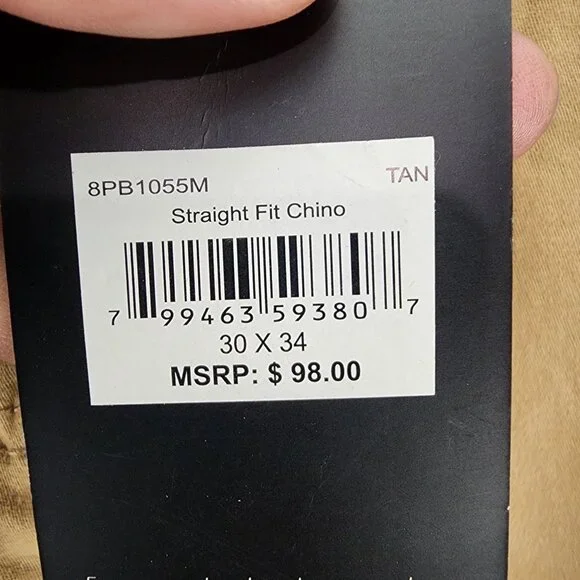 8PB1055M TAN
Straight Fit Chino
7 99463 59380 7
30 X 34
MSRP: $ 98.00